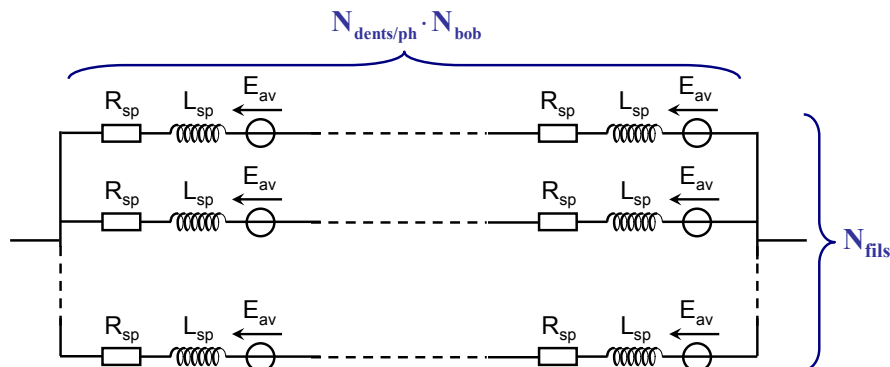 N_dents/ph · N_bob
R_sp L_sp E_av R_sp L_sp E_av
R_sp L_sp E_av R_sp L_sp E_av
N_fils
R_sp L_sp E_av R_sp L_sp E_av